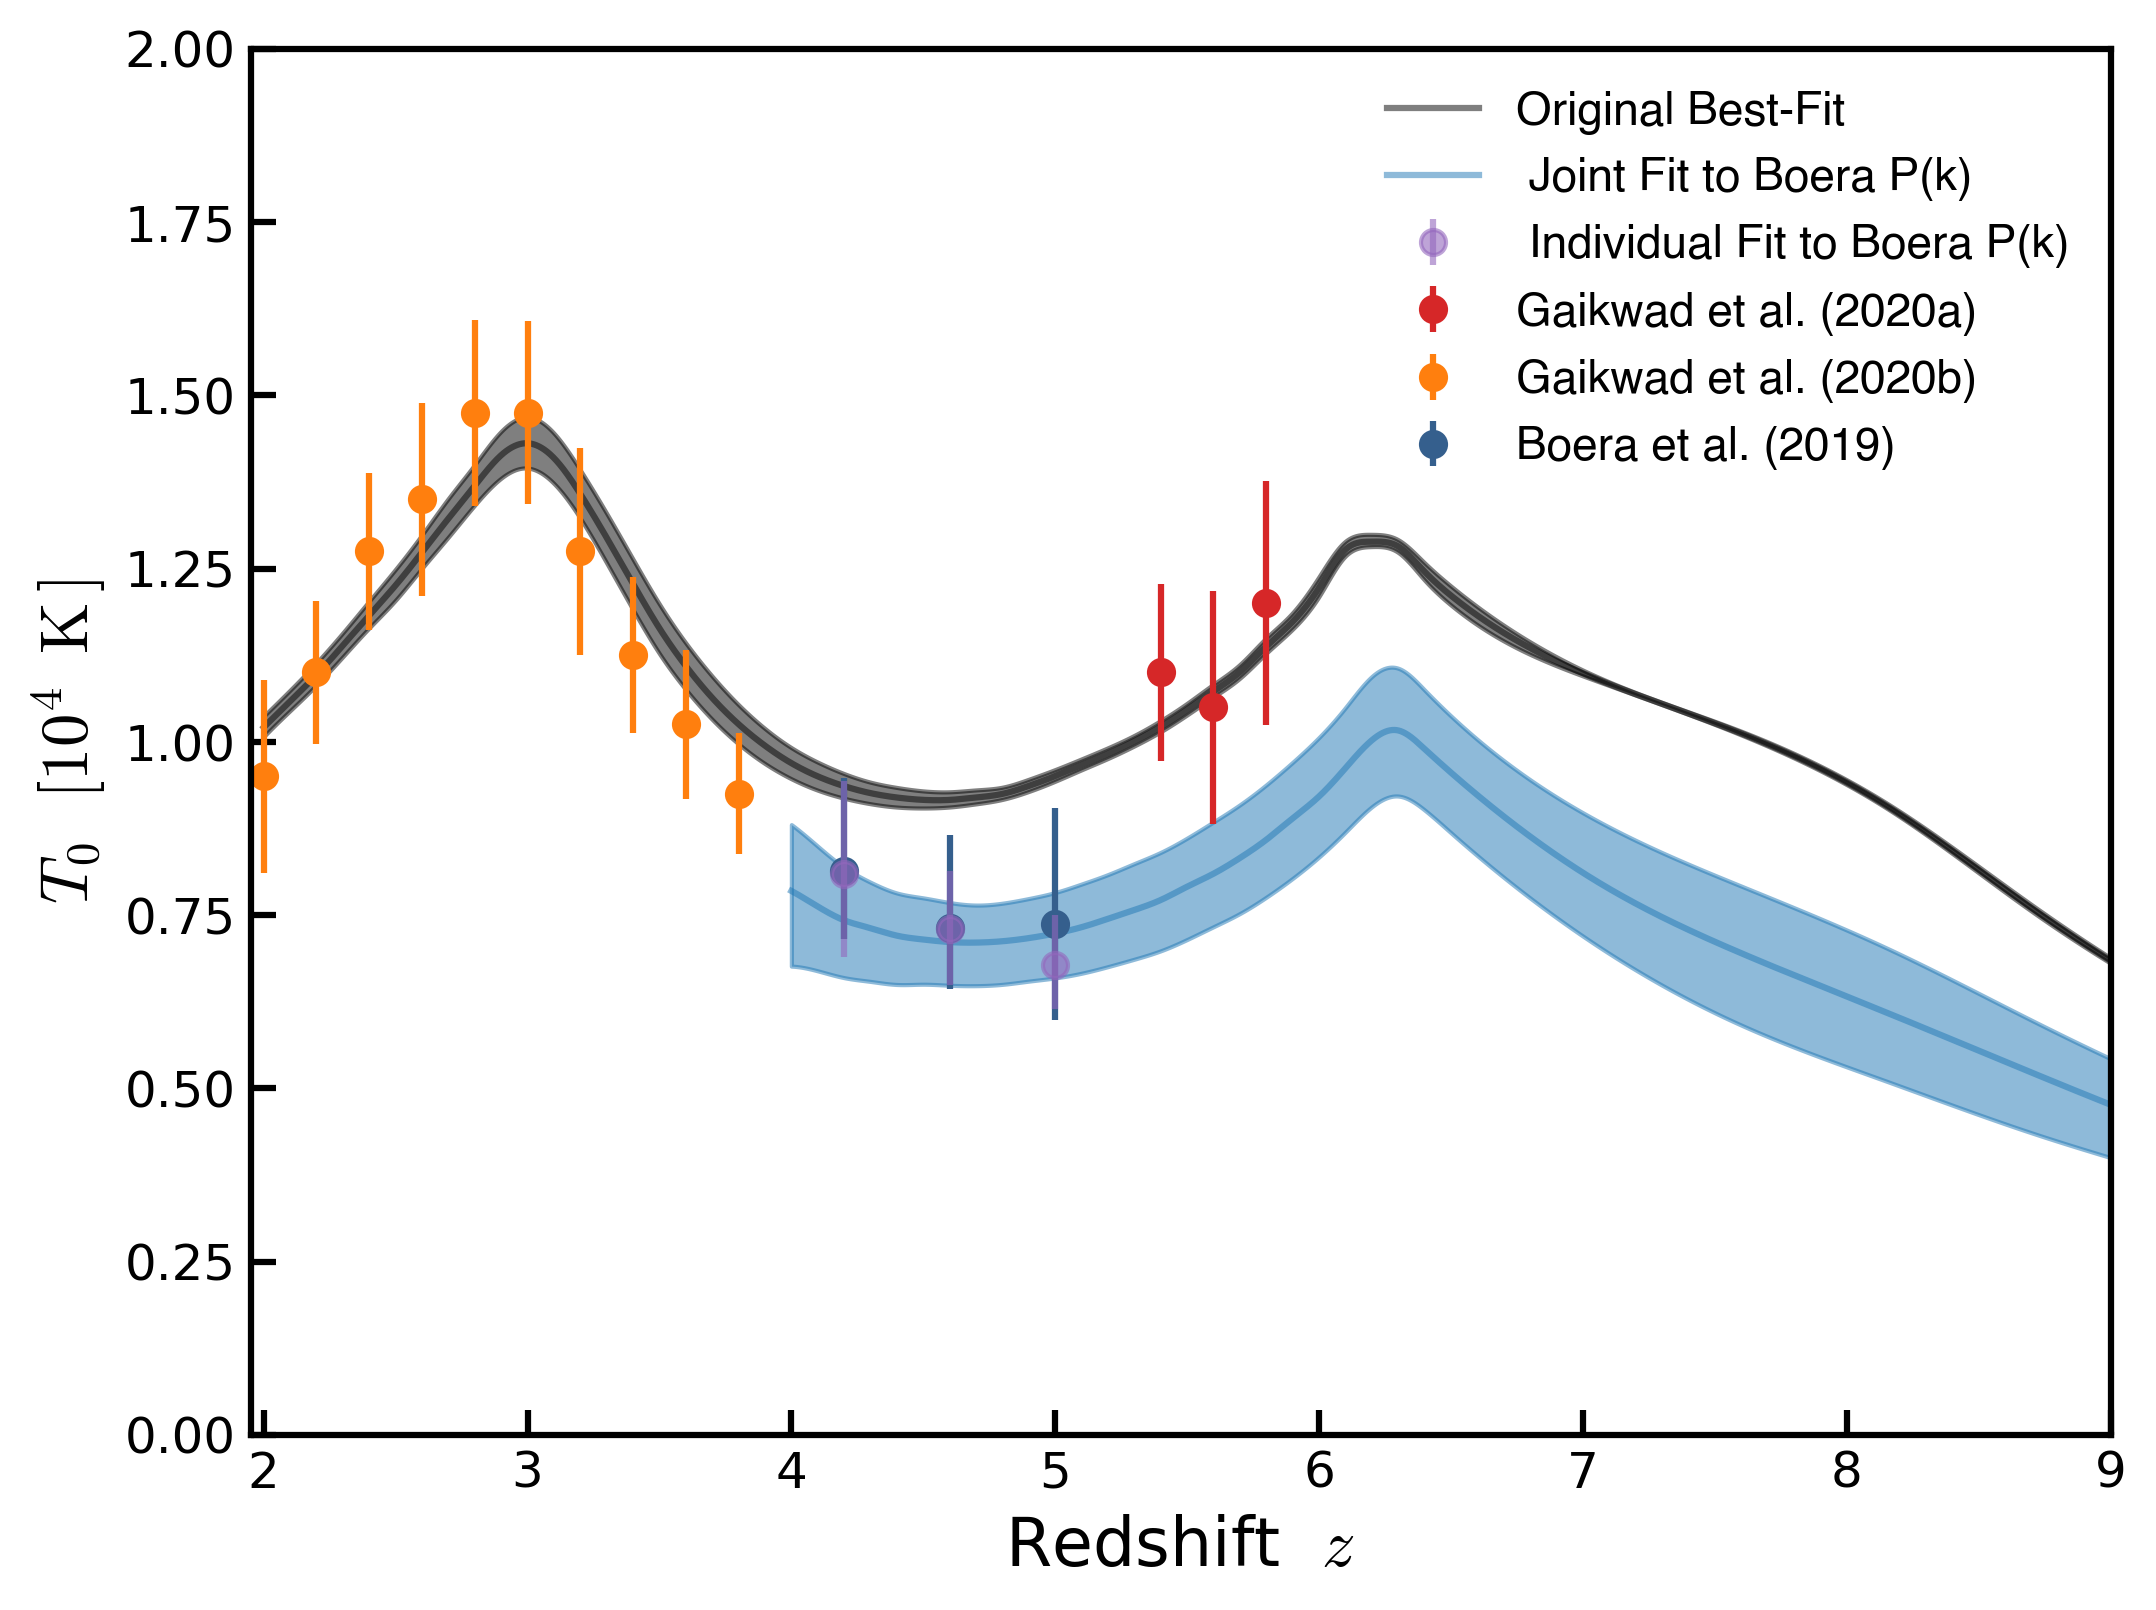 2.00
1.75
1.50
1.25
1.00
0.75
0.50
0.25
0.00
T₀ [10⁴ K]
Original Best-Fit
Joint Fit to Boera P(k)
Individual Fit to Boera P(k)
Gaikwad et al. (2020a)
Gaikwad et al. (2020b)
Boera et al. (2019)
2 3 4 5 6 7 8 9
Redshift z